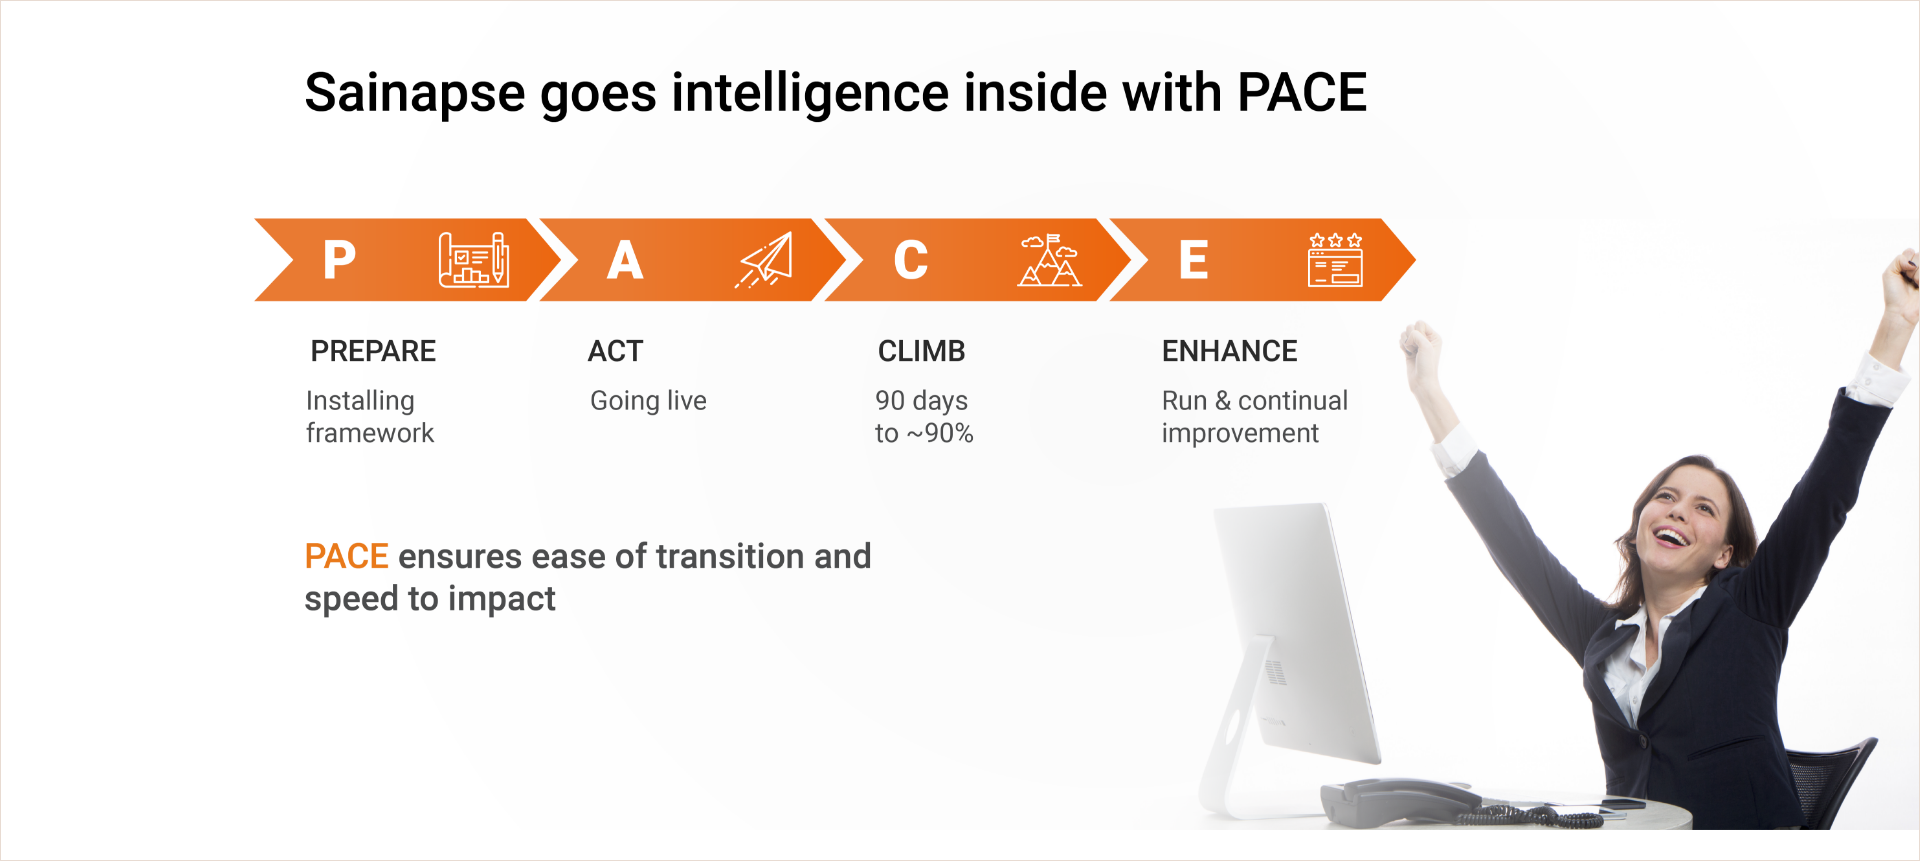 Sainapse goes intelligence inside with PACE
P
A
C
E
PREPARE
Installing
framework
ACT
Going live
CLIMB
90 days
to ~90%
ENHANCE
Run & continual
improvement
PACE ensures ease of transition and
speed to impact